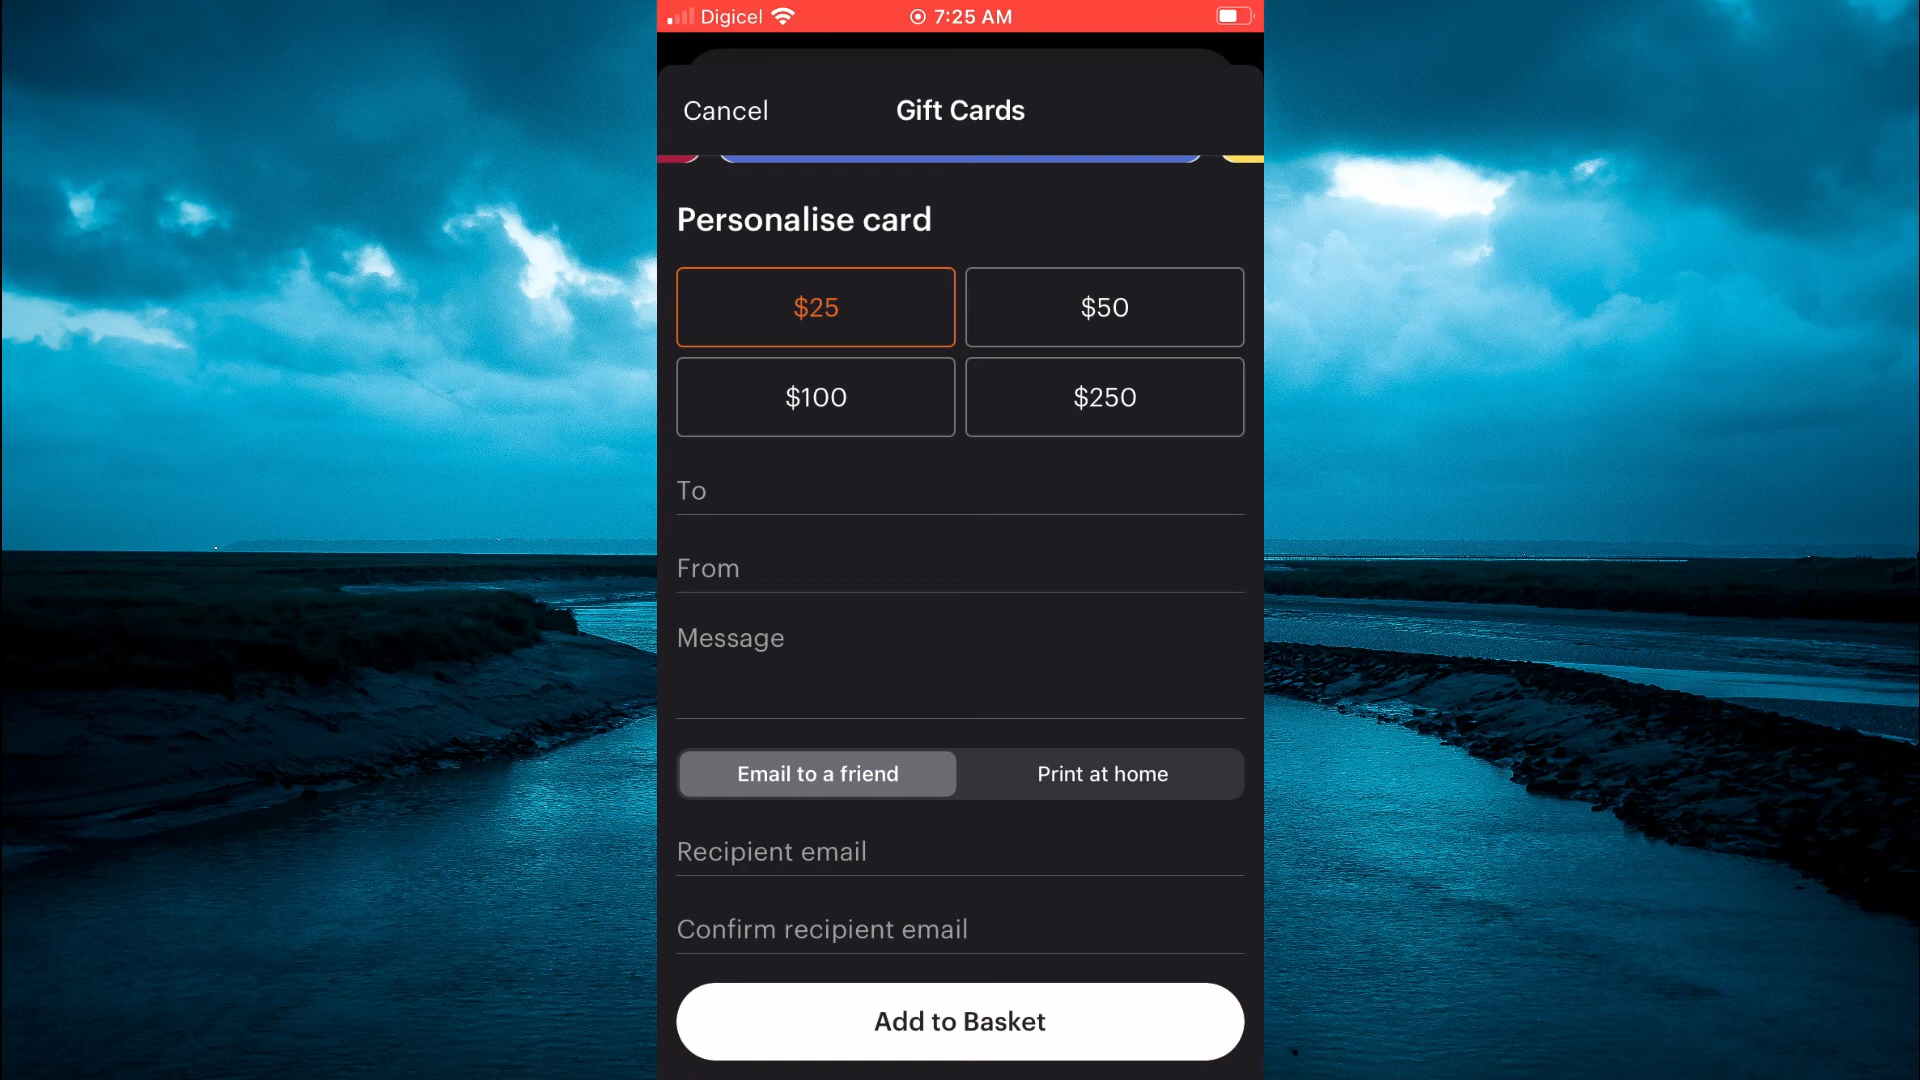 Digicel 7:25 AM
Cancel Gift Cards
Personalise card
$25 $50
$100 $250
To
From
Message
Email to a friend Print at home
Recipient email
Confirm recipient email
Add to Basket